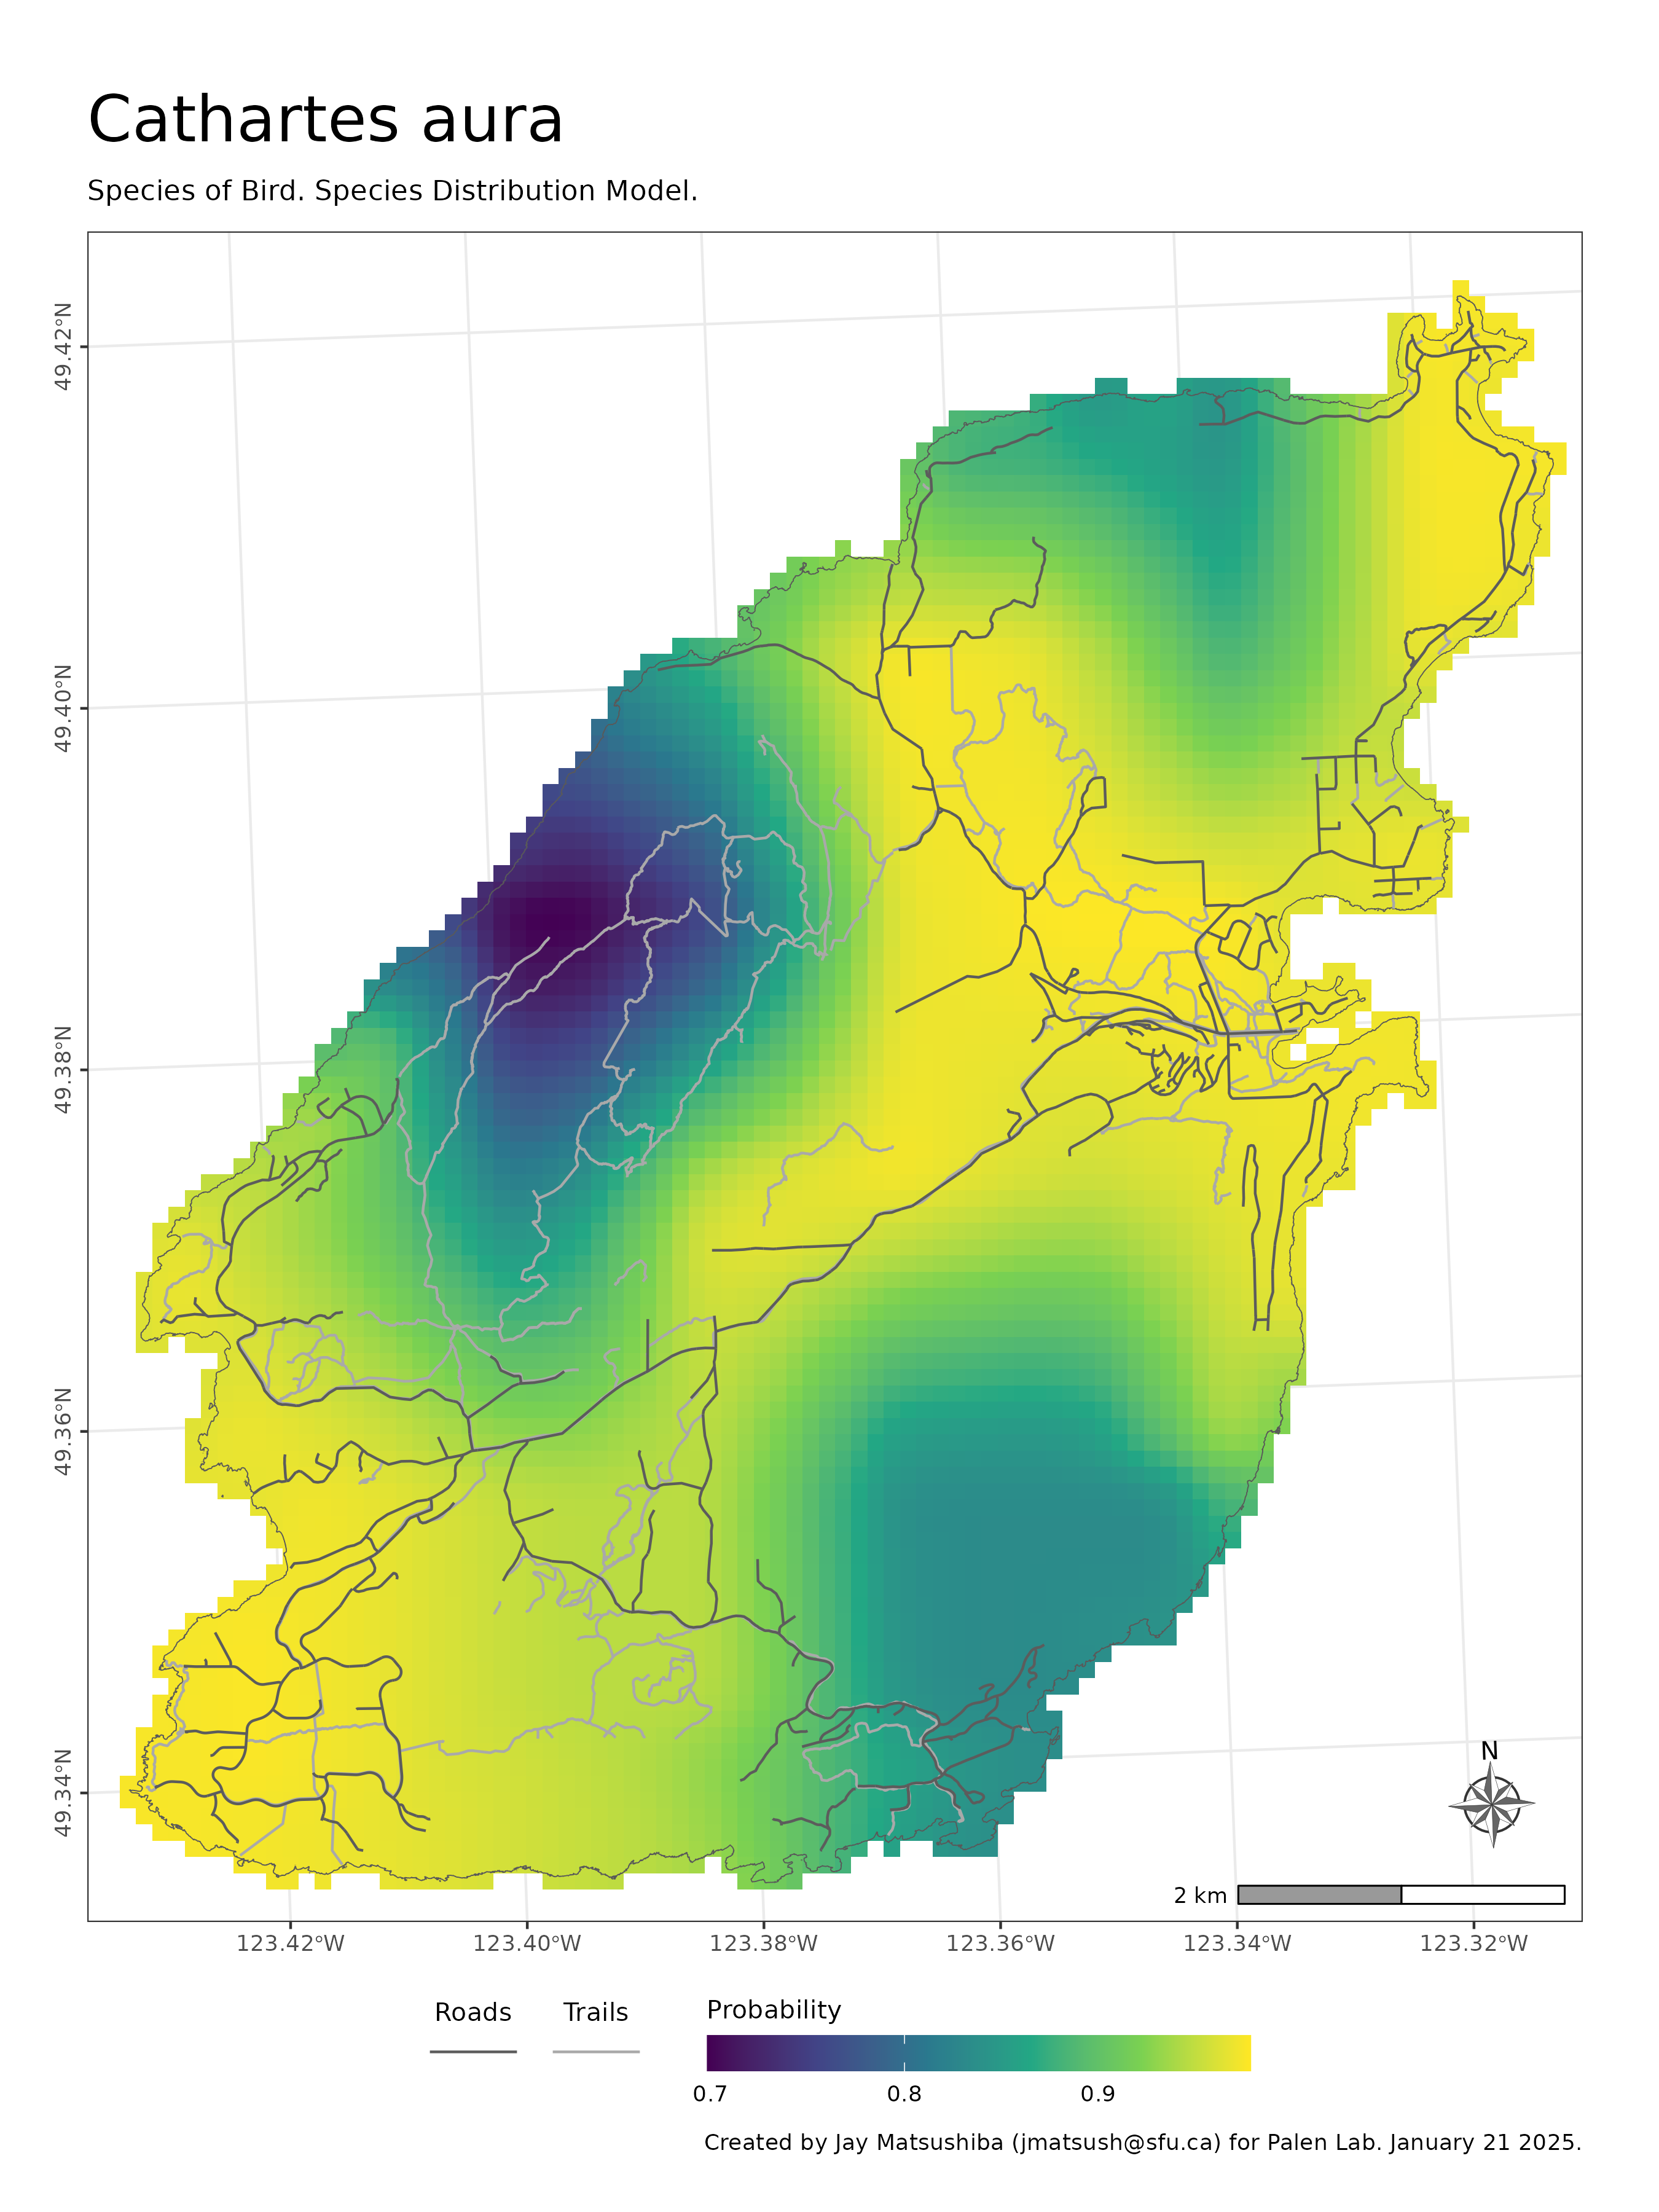 Cathartes aura
Species of Bird. Species Distribution Model.
49.42°N
49.40°N
49.38°N
49.36°N
49.34°N
N
2 km
123.42°W 123.40°W 123.38°W 123.36°W 123.34°W 123.32°W
Roads Trails Probability
0.7 0.8 0.9
Created by Jay Matsushiba (jmatsush@sfu.ca) for Palen Lab. January 21 2025.